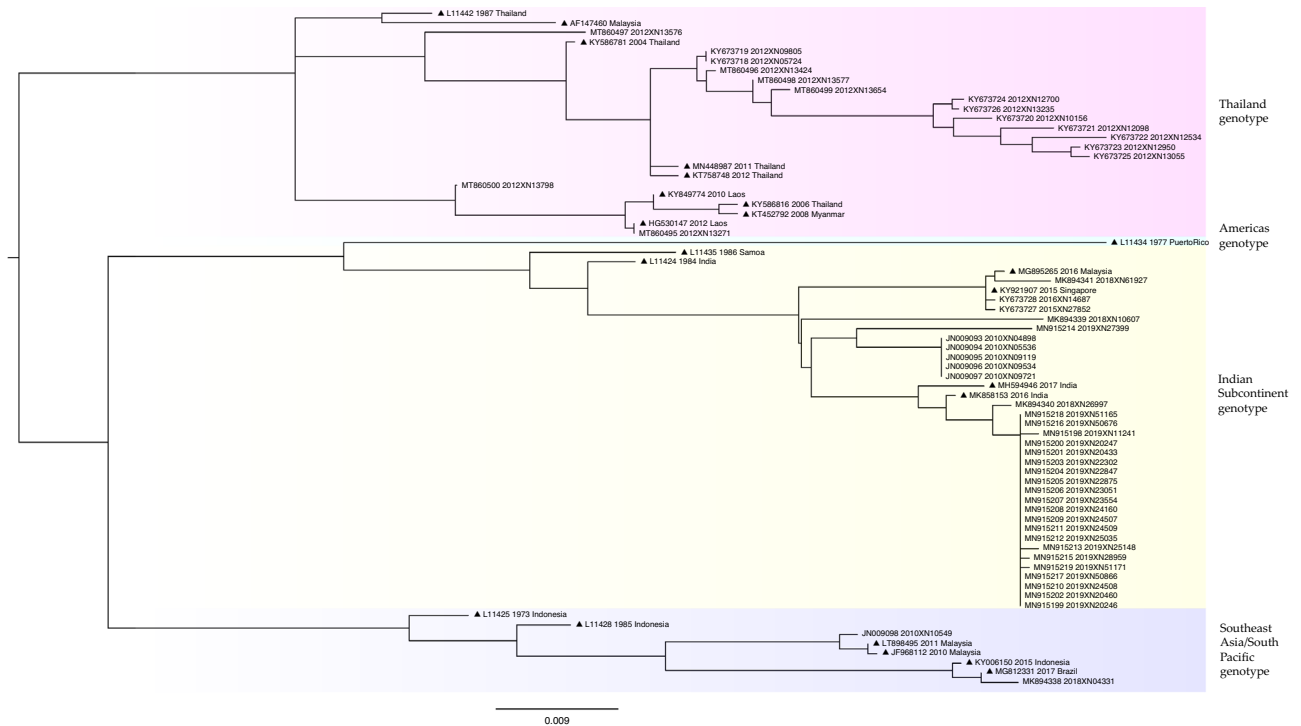 ▲ L11442 1987 Thailand
▲ AF147460 Malaysia
MT860497 2012XN13576
▲ KY586781 2004 Thailand
KY673719 2012XN09805
KY673718 2012XN05724
MT860496 2012XN13424
MT860498 2012XN13577
MT860499 2012XN13654
KY673724 2012XN12700
KY673726 2012XN13235
KY673720 2012XN10156
KY673721 2012XN12098
KY673722 2012XN12534
KY673723 2012XN12950
KY673725 2012XN13055
▲ MN448987 2011 Thailand
▲ KT758748 2012 Thailand
MT860500 2012XN13798
▲ KY849774 2010 Laos
▲ KY586816 2006 Thailand
▲ KT452792 2008 Myanmar
▲ HG530147 2012 Laos
MT860495 2012XN13271
Thailand
genotype
▲ L11434 1977 PuertoRico
Americas
genotype
▲ L11435 1986 Samoa
▲ L11424 1984 India
▲ MG895265 2016 Malaysia
MK894341 2018XN61927
▲ KY921907 2015 Singapore
KY673728 2016XN14687
KY673727 2015XN27852
MK894339 2018XN10607
MN915214 2019XN27399
JN009093 2010XN04898
JN009094 2010XN05536
JN009095 2010XN09119
JN009096 2010XN09534
JN009097 2010XN09721
▲ MH594946 2017 India
▲ MK858153 2016 India
MK894340 2018XN26997
MN915218 2019XN51165
MN915216 2019XN50676
MN915198 2019XN11241
MN915200 2019XN20247
MN915201 2019XN20433
MN915203 2019XN22302
MN915204 2019XN22847
MN915205 2019XN22875
MN915206 2019XN23051
MN915207 2019XN23554
MN915208 2019XN24160
MN915209 2019XN24507
MN915211 2019XN24509
MN915212 2019XN25035
MN915213 2019XN25148
MN915215 2019XN28959
MN915219 2019XN51171
MN915217 2019XN50866
MN915210 2019XN24508
MN915202 2019XN20460
MN915199 2019XN20246
Indian
Subcontinent
genotype
▲ L11425 1973 Indonesia
▲ L11428 1985 Indonesia
JN009098 2010XN10549
▲ LT898495 2011 Malaysia
▲ JF968112 2010 Malaysia
▲ KY006150 2015 Indonesia
▲ MG812331 2017 Brazil
MK894338 2018XN04331
Southeast
Asia/South
Pacific
genotype
0.009